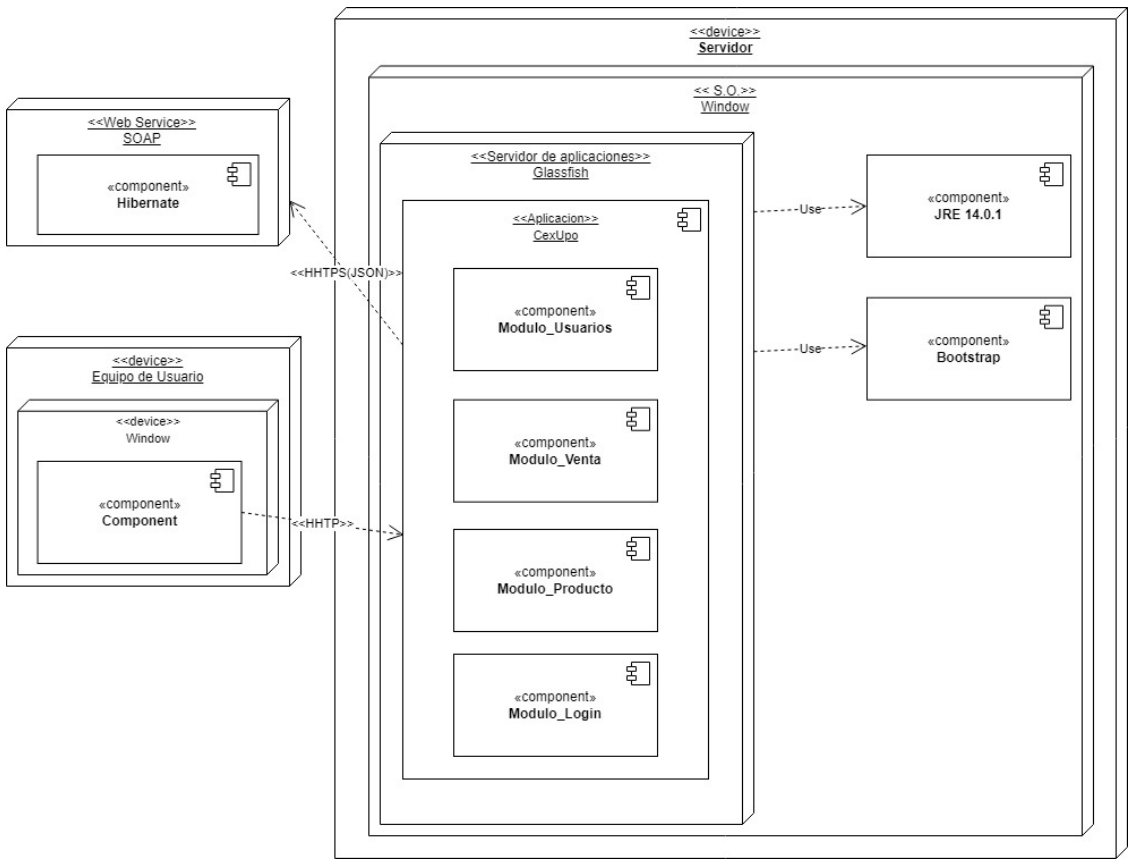 <<device>>
Servidor
<< S.O.>>
Window
<<Web Service>>
SOAP
«component»
Hibernate
<<Servidor de aplicaciones>>
Glassfish
<<Aplicacion>>
CexUpo
Use
«component»
JRE 14.0.1
<<HHTPS(JSON)>>
«component»
Modulo_Usuarios
Use
«component»
Bootstrap
<<device>>
Equipo de Usuario
<<device>>
Window
«component»
Component
<<HHTP>>
«component»
Modulo_Venta
«component»
Modulo_Producto
«component»
Modulo_Login